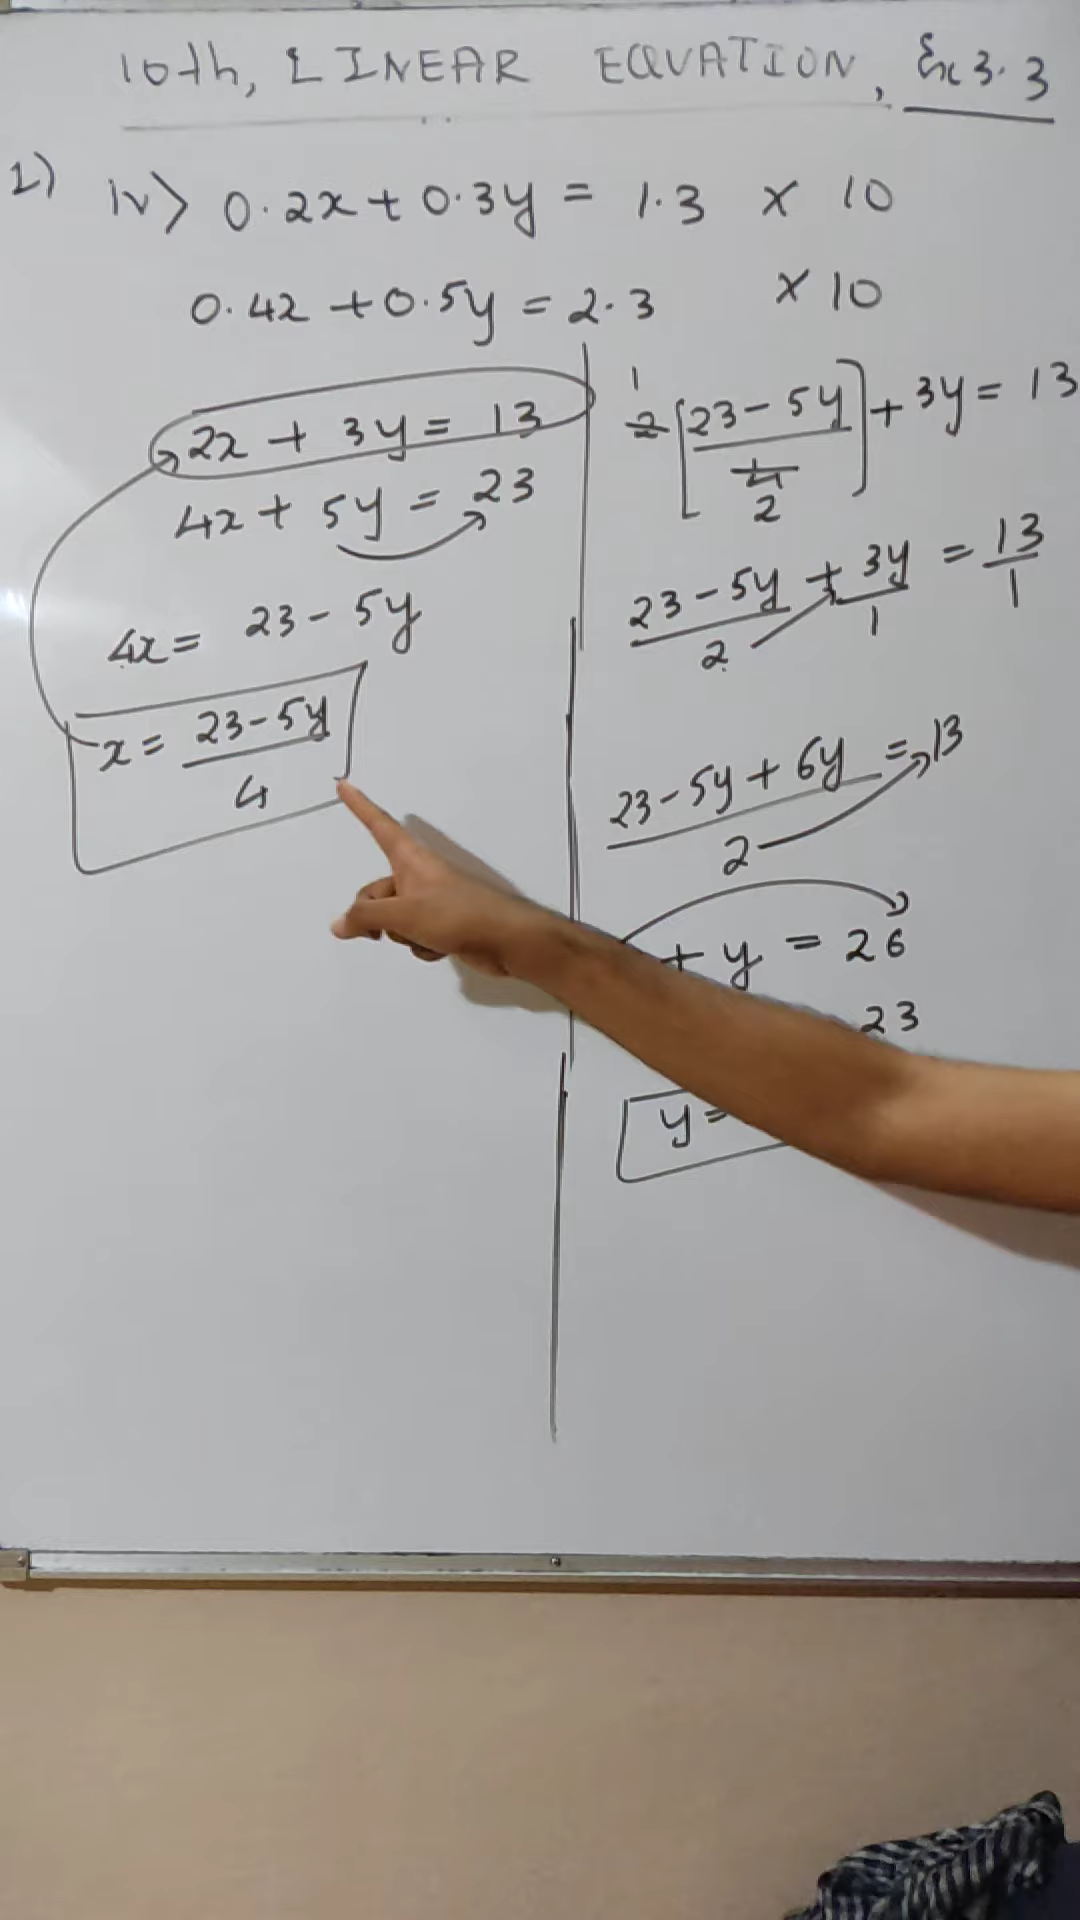 10th, LINEAR EQUATION, Ex 3.3
1) iv> 0.2x + 0.3y = 1.3 x 10
0.4x + 0.5y = 2.3 x 10
2x + 3y = 13
4x + 5y = 23
4x = 23 - 5y
x = 23 - 5y
4
1
2 [23 - 5y] + 3y = 13
4
2
23 - 5y + 3y = 13
2 1 1
23 - 5y + 6y = 13
2
+ y = 26
23
y =